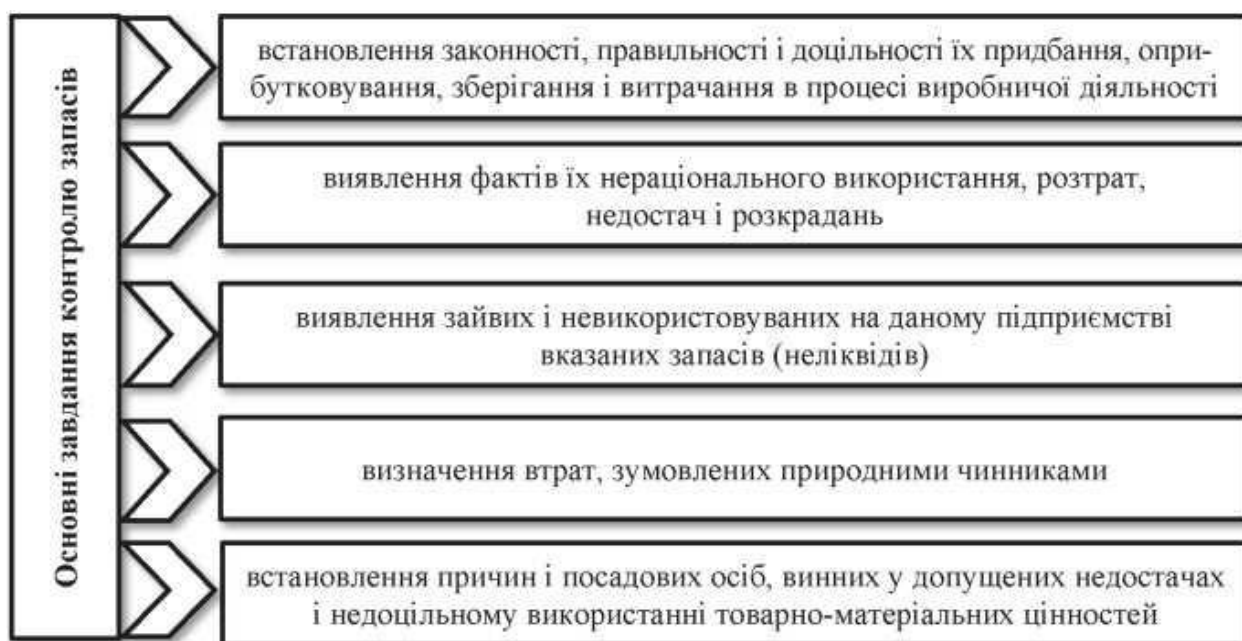 Основні завдання контролю запасів
встановлення законності, правильності і доцільності їх придбання, опри-
бутковування, зберігання і витрачання в процесі виробничої діяльності
виявлення фактів їх нераціонального використання, розтрат,
недостач і розкрадань
виявлення зайвих і невикористовуваних на даному підприємстві
вказаних запасів (неліквідів)
визначення втрат, зумовлених природними чинниками
встановлення причин і посадових осіб, винних у допущених недостачах
і недоцільному використанні товарно-матеріальних цінностей